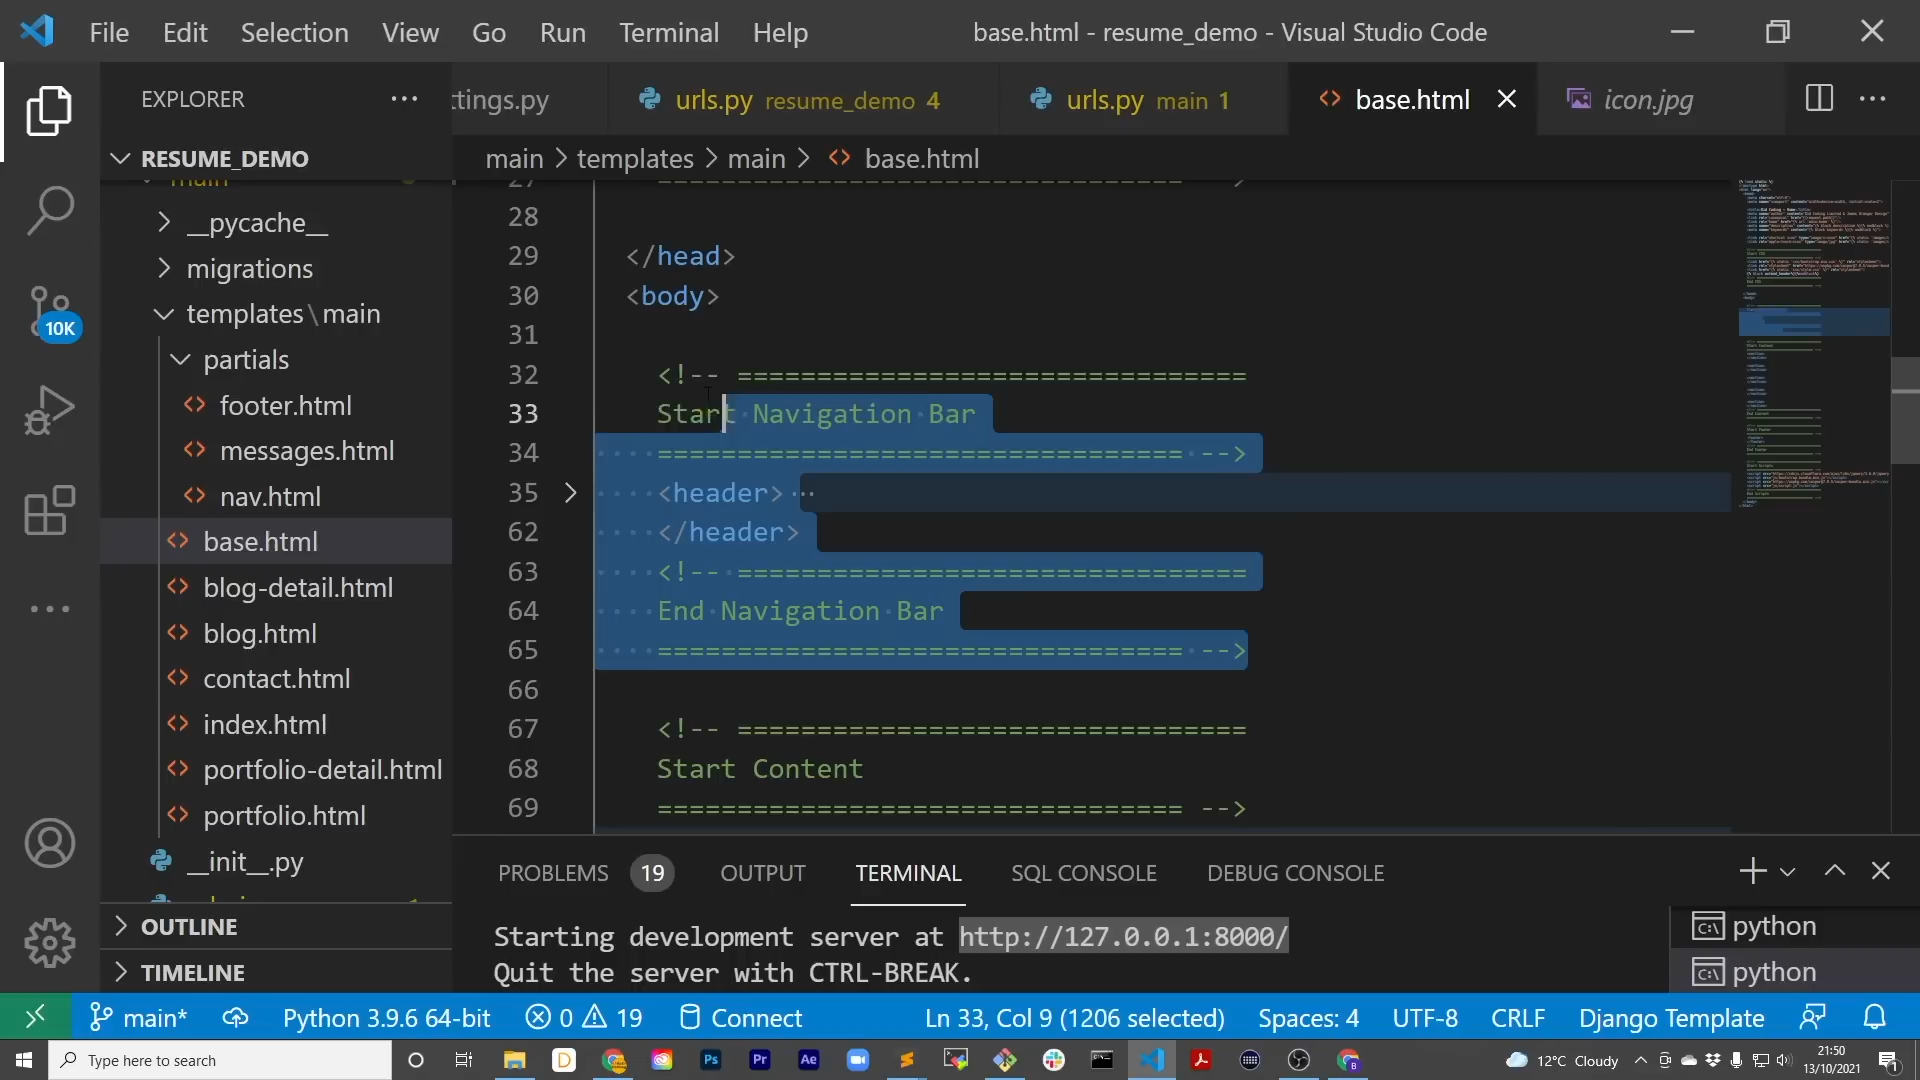 File Edit Selection View Go Run Terminal Help base.html - resume_demo - Visual Studio Code
EXPLORER ··· ttings.py urls.py resume_demo 4 urls.py main 1 base.html icon.jpg ···
RESUME_DEMO main > templates > main > base.html
main
__pycache__
migrations
templates\main
partials
footer.html
messages.html
nav.html
base.html
blog-detail.html
blog.html
contact.html
index.html
portfolio-detail.html
portfolio.html
__init__.py
OUTLINE
TIMELINE
10K
27 ================================= -->
28
29 </head>
30 <body>
31
32 <!-- ================================
33 Start Navigation Bar
34 ================================= -->
35 <header> ···
62 </header>
63 <!-- ================================
64 End Navigation Bar
65 ================================= -->
66
67 <!-- ================================
68 Start Content
69 ================================= -->
PROBLEMS 19 OUTPUT TERMINAL SQL CONSOLE DEBUG CONSOLE
Starting development server at http://127.0.0.1:8000/
Quit the server with CTRL-BREAK.
python
python
main* Python 3.9.6 64-bit 0 19 Connect Ln 33, Col 9 (1206 selected) Spaces: 4 UTF-8 CRLF Django Template
Type here to search D Ps Pr Ae 12°C Cloudy 21:50
13/10/2021